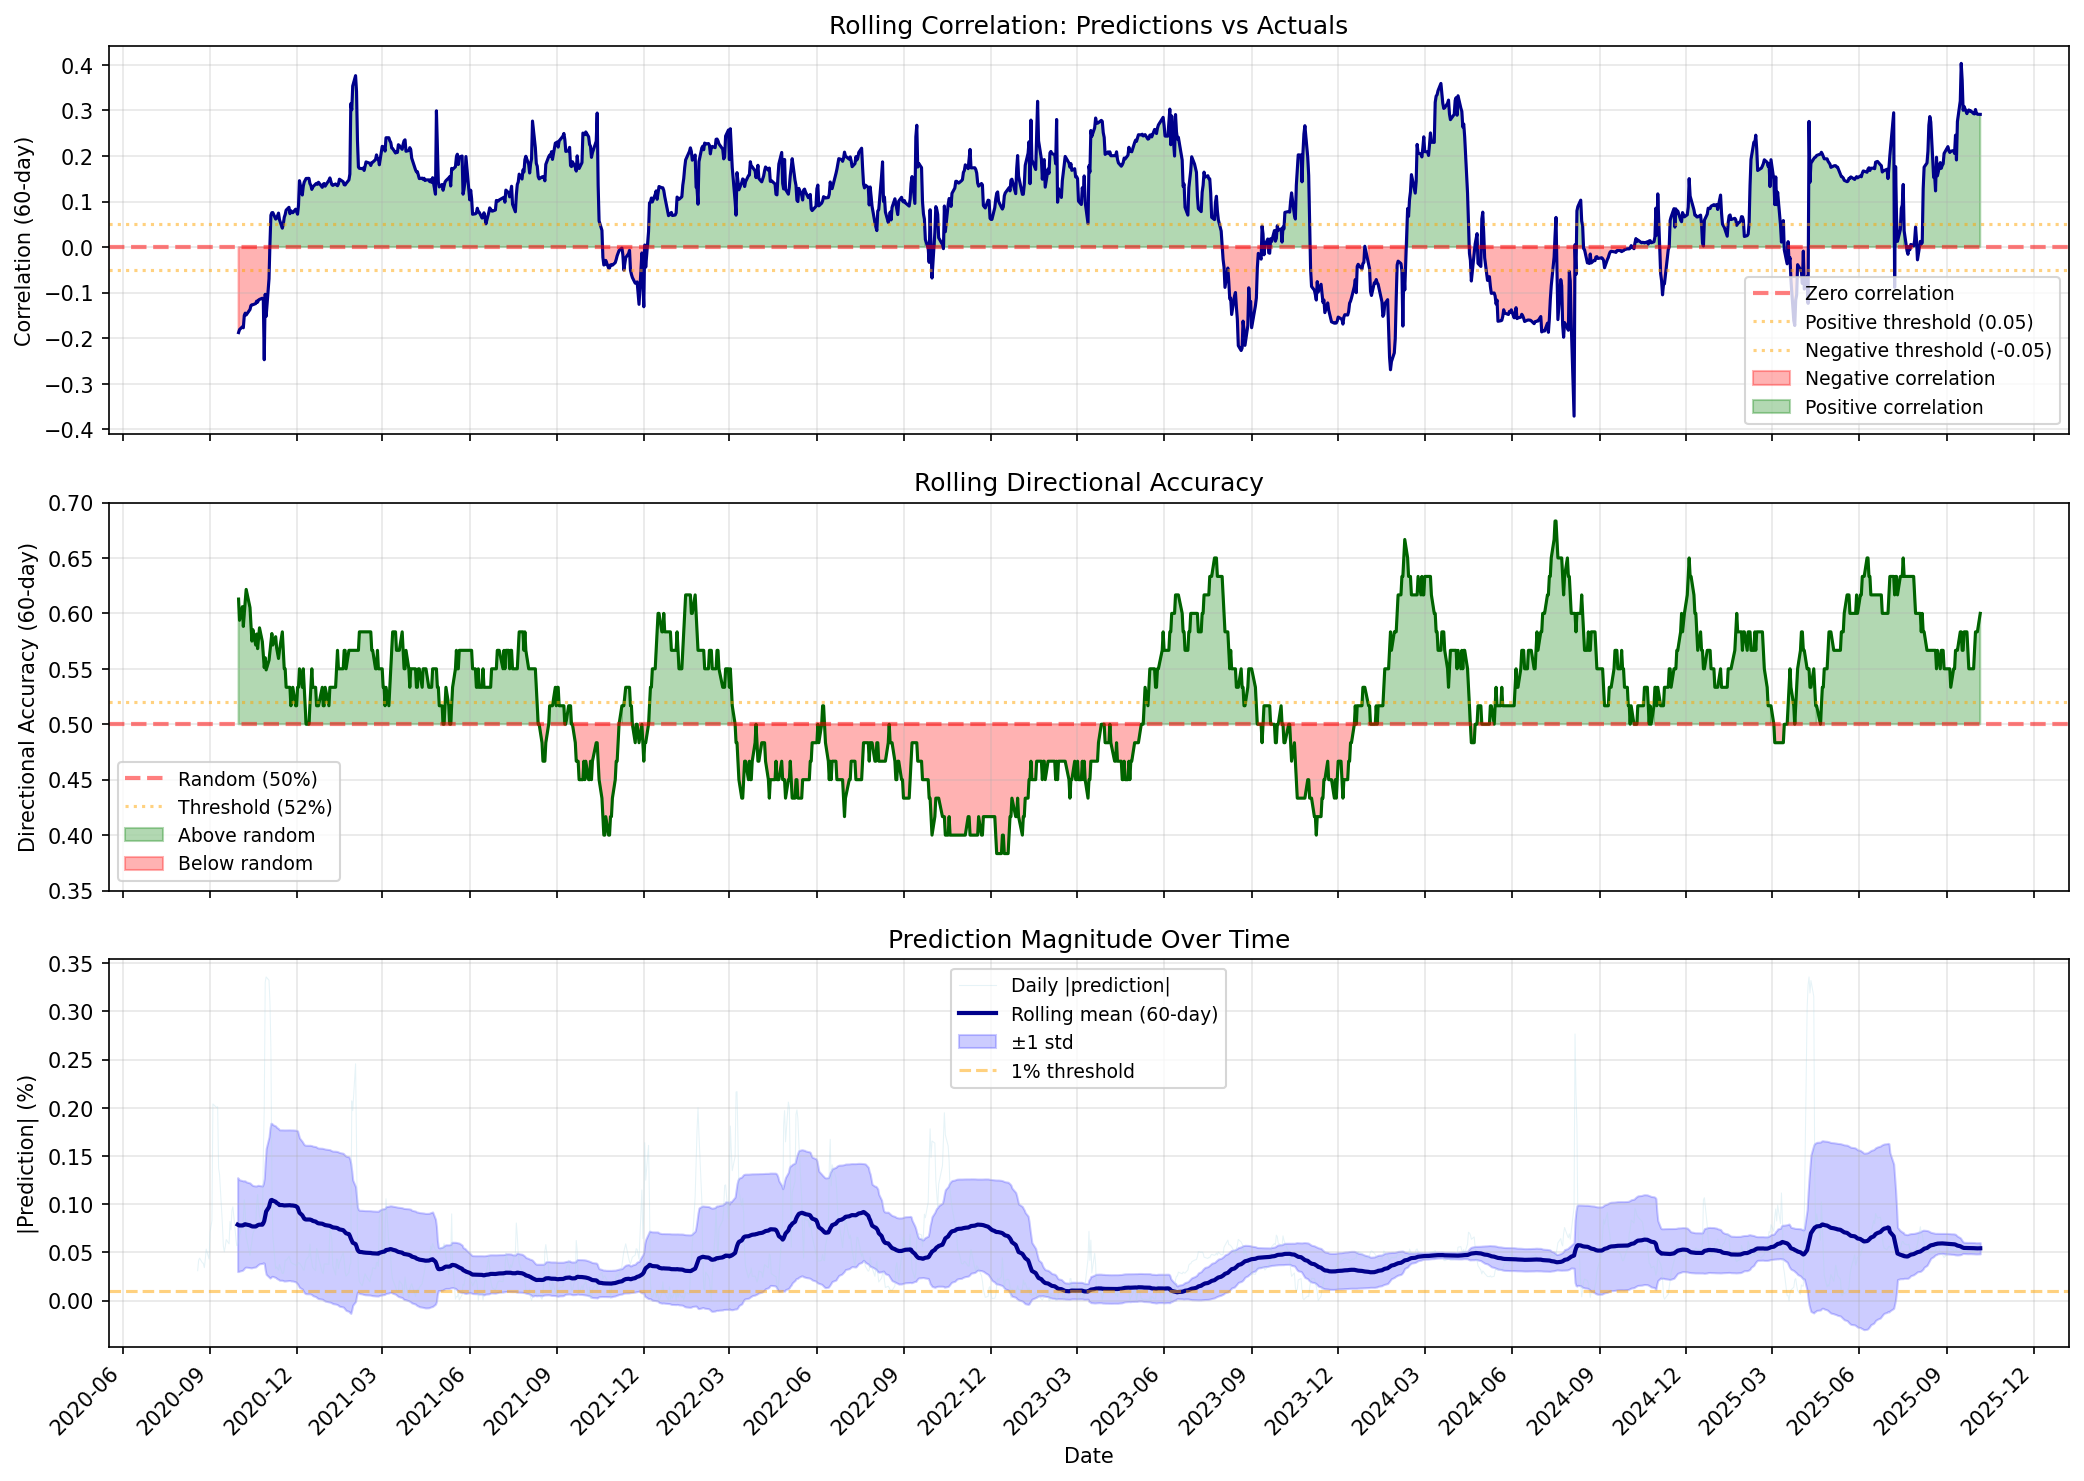 Rolling Correlation: Predictions vs Actuals
Correlation (60-day)
0.4
0.3
0.2
0.1
0.0
−0.1
−0.2
−0.3
−0.4
Zero correlation
Positive threshold (0.05)
Negative threshold (-0.05)
Negative correlation
Positive correlation
Rolling Directional Accuracy
Directional Accuracy (60-day)
0.70
0.65
0.60
0.55
0.50
0.45
0.40
0.35
Random (50%)
Threshold (52%)
Above random
Below random
Prediction Magnitude Over Time
|Prediction| (%)
0.35
0.30
0.25
0.20
0.15
0.10
0.05
0.00
Daily |prediction|
Rolling mean (60-day)
±1 std
1% threshold
2020-06
2020-09
2020-12
2021-03
2021-06
2021-09
2021-12
2022-03
2022-06
2022-09
2022-12
2023-03
2023-06
2023-09
2023-12
2024-03
2024-06
2024-09
2024-12
2025-03
2025-06
2025-09
2025-12
Date